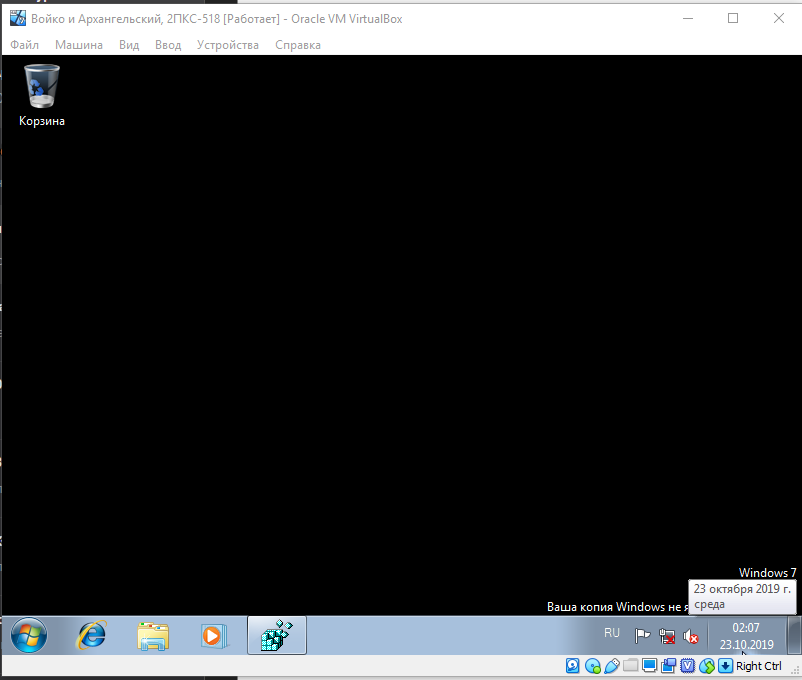 Войко и Архангельский, 2ПКС-518 [Работает] - Oracle VM VirtualBox
Файл Машина Вид Ввод Устройства Справка
Корзина
Windows 7
23 октября 2019 г.
среда
Ваша копия Windows не
RU
02:07
23.10.2019
Right Ctrl